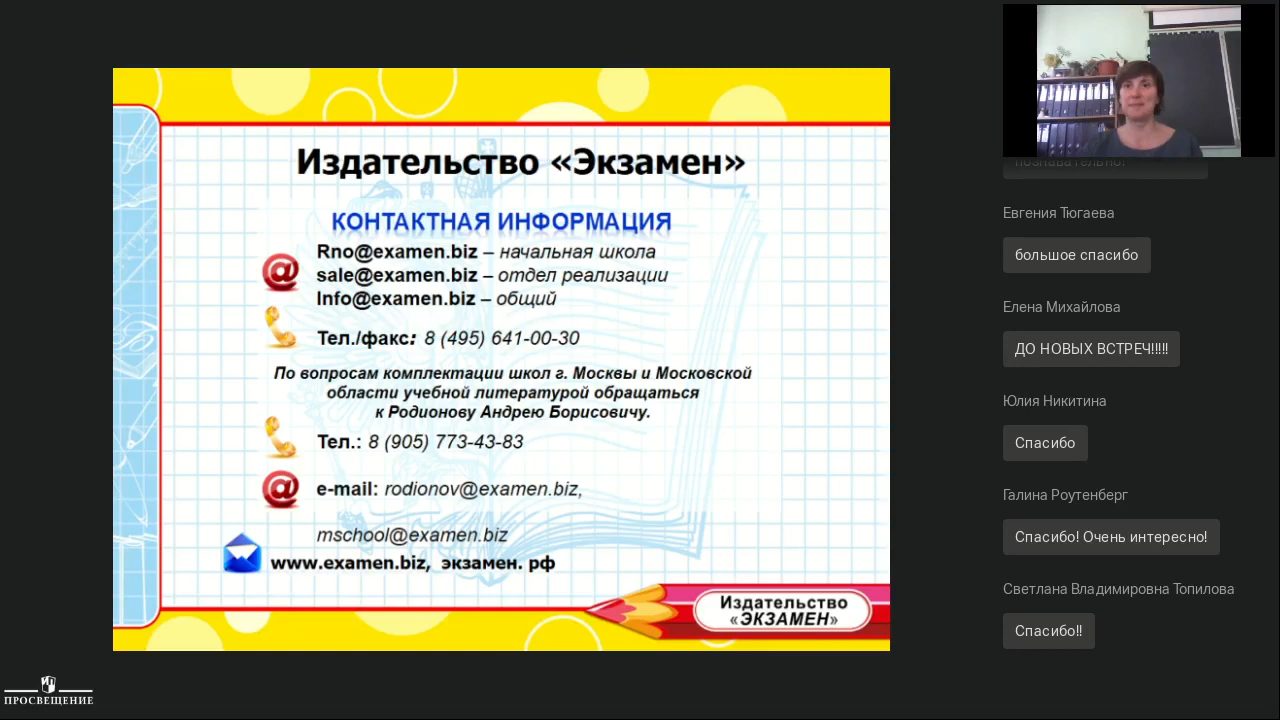 Издательство «Экзамен»
КОНТАКТНАЯ ИНФОРМАЦИЯ
Rno@examen.biz – начальная школа
sale@examen.biz – отдел реализации
Info@examen.biz – общий
Тел./факс: 8 (495) 641-00-30
По вопросам комплектации школ г. Москвы и Московской
области учебной литературой обращаться
к Родионову Андрею Борисовичу.
Тел.: 8 (905) 773-43-83
e-mail: rodionov@examen.biz,
mschool@examen.biz
www.examen.biz, экзамен. рф
Издательство
«ЭКЗАМЕН»
ПРОСВЕЩЕНИЕ
познавательно!
Евгения Тюгаева
большое спасибо
Елена Михайлова
ДО НОВЫХ ВСТРЕЧ!!!!!
Юлия Никитина
Спасибо
Галина Роутенберг
Спасибо! Очень интересно!
Светлана Владимировна Топилова
Спасибо!!